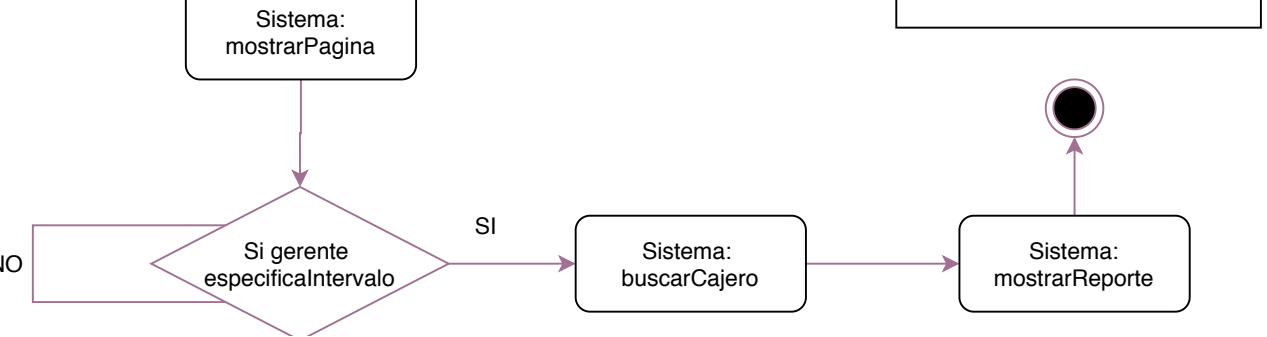 Sistema:
mostrarPagina
SI
Si gerente
especificaIntervalo
NO
Sistema:
buscarCajero
Sistema:
mostrarReporte